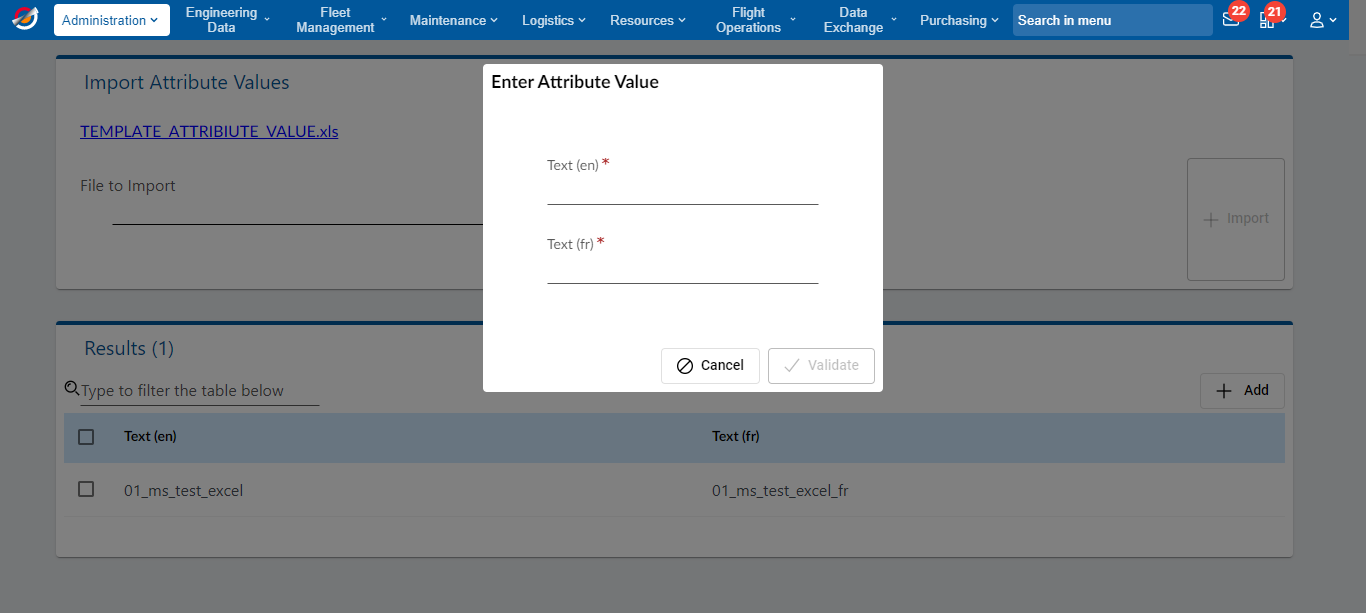 Administration
Engineering
Data
Fleet
Management
Maintenance
Logistics
Resources
Flight
Operations
Data
Exchange
Purchasing
Search in menu
22
21
Import Attribute Values
TEMPLATE_ATTRIBIUTE_VALUE.xls
File to Import
Import
Enter Attribute Value
Text (en) *
Text (fr) *
Cancel
Validate
Results (1)
Type to filter the table below
Add
Text (en) Text (fr)
01_ms_test_excel 01_ms_test_excel_fr